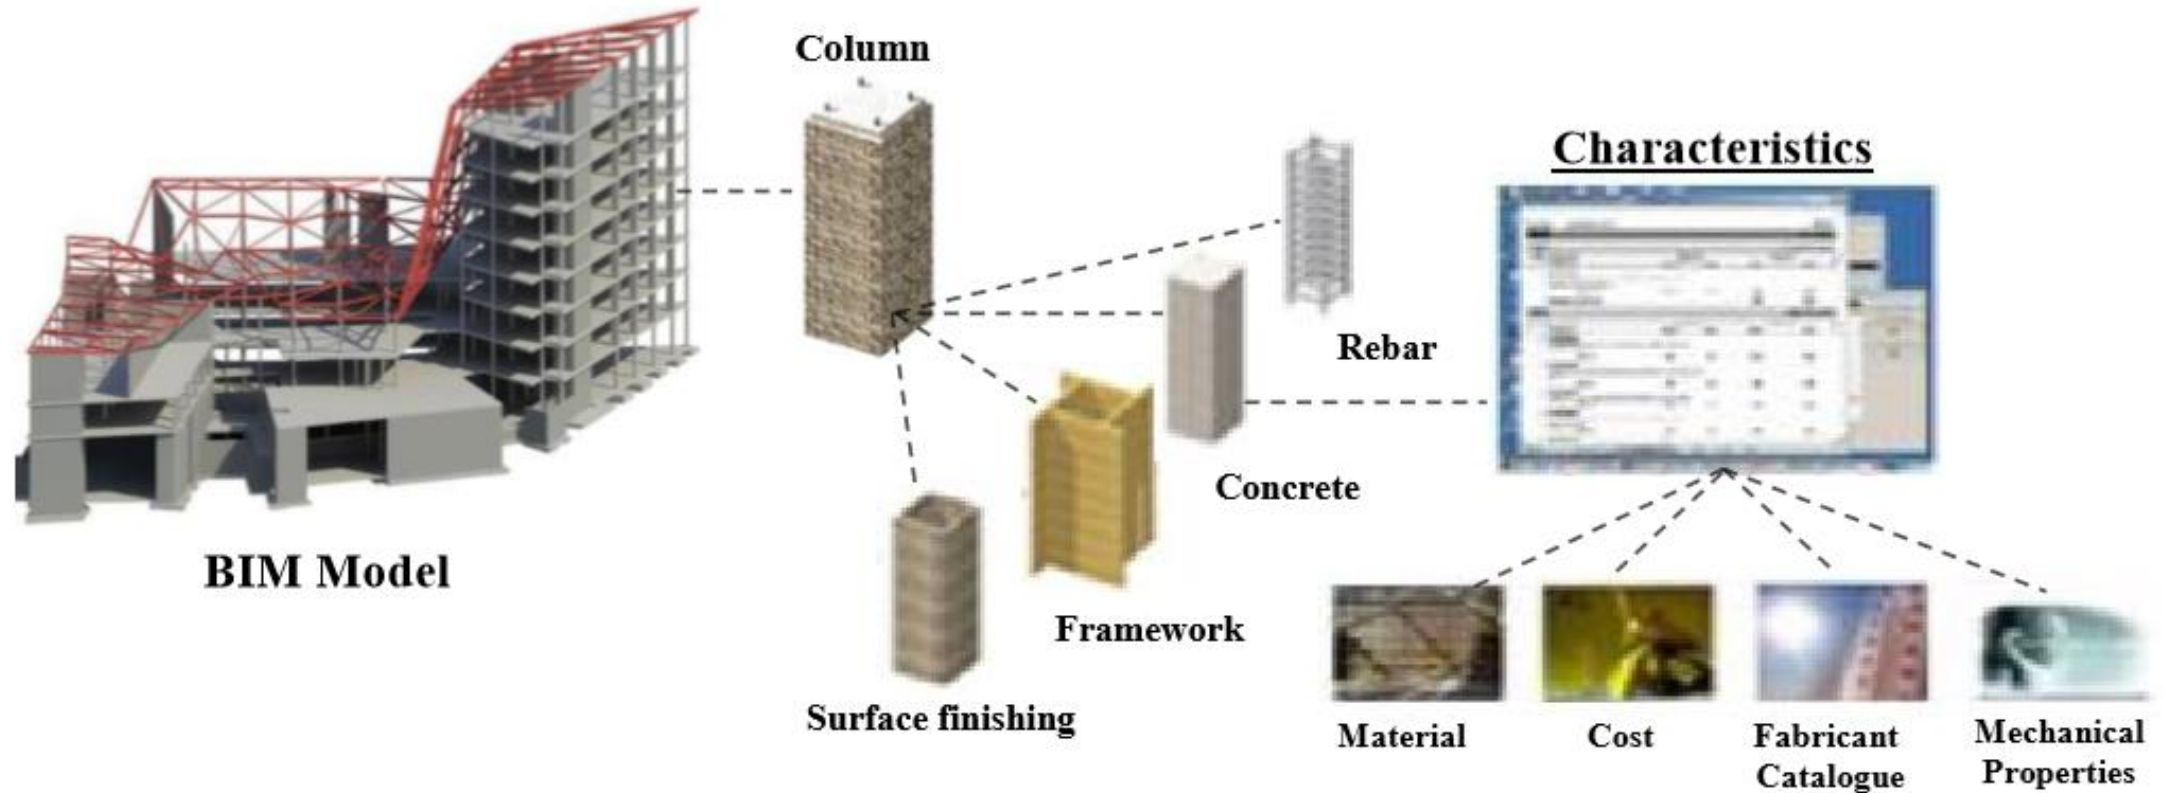 Column
Characteristics
Rebar
Concrete
BIM Model
Framework
Surface finishing
Material
Cost
Fabricant
Catalogue
Mechanical
Properties